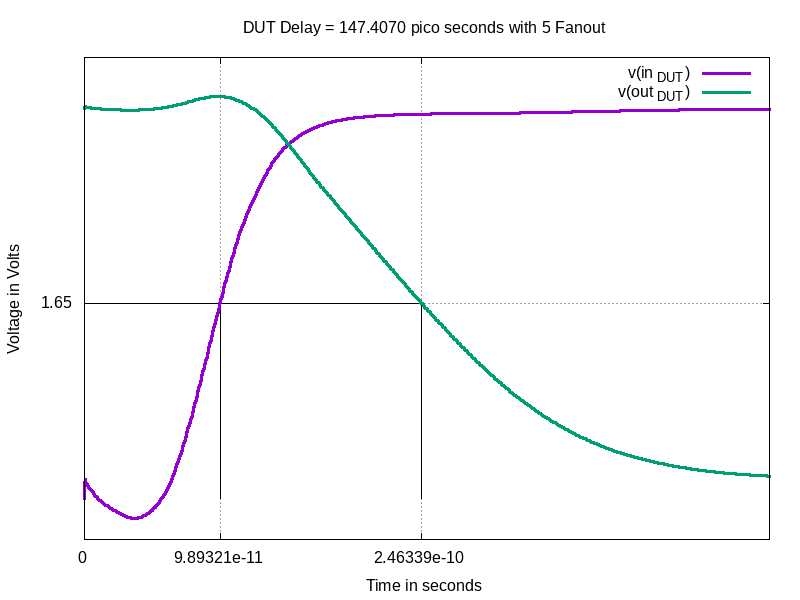 DUT Delay = 147.4070 pico seconds with 5 Fanout
v(in DUT)
v(out DUT)
Voltage in Volts
1.65
0 9.89321e-11 2.46339e-10
Time in seconds